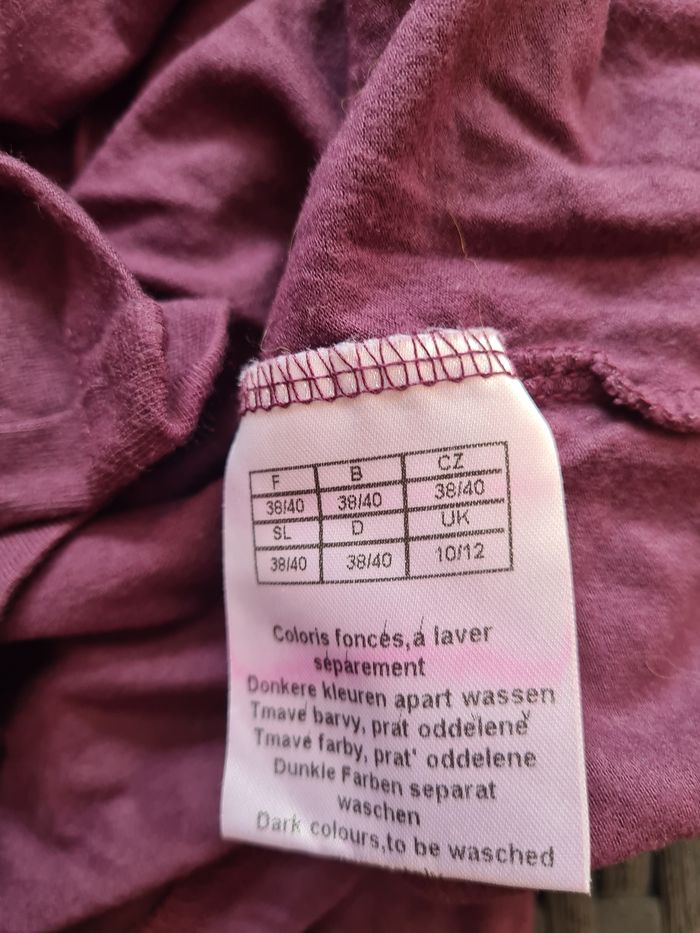 F B CZ
38/40 38/40 38/40
SL D UK
38/40 38/40 10/12
Coloris foncés,á laver
séparement
Donkere kleuren apart wassen
Tmavé barvy, prát oddělené
Tmavé farby, prat' oddelene
Dunkle Farben separat
waschen
Dark colours,to be wasched